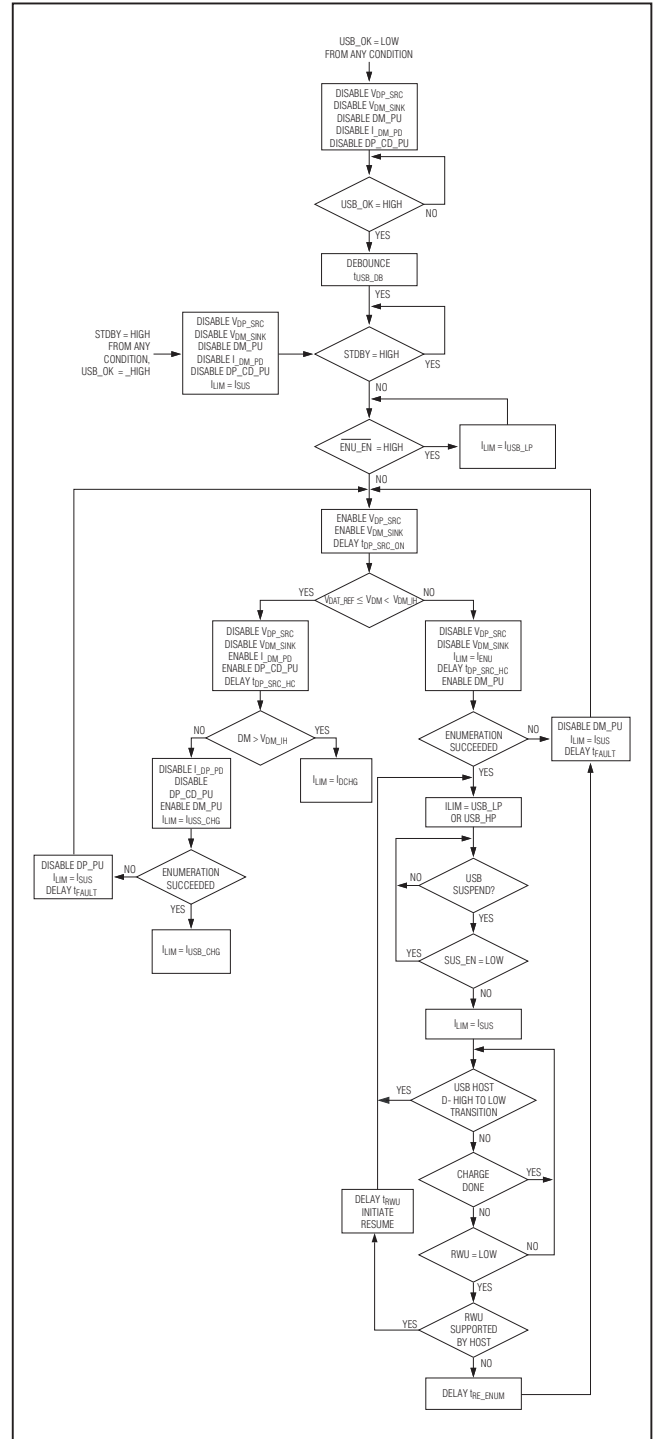 USB_OK = LOW
FROM ANY CONDITION
DISABLE VDP_SRC
DISABLE VDM_SINK
DISABLE DM_PU
DISABLE I_DM_PD
DISABLE DP_CD_PU
USB_OK = HIGH
NO
YES
DEBOUNCE
tUSB_DB
YES
STDBY = HIGH
FROM ANY
CONDITION,
USB_OK = _HIGH
DISABLE VDP_SRC
DISABLE VDM_SINK
DISABLE DM_PU
DISABLE I_DM_PD
DISABLE DP_CD_PU
ILIM = ISUS
STDBY = HIGH
YES
NO
ENU_EN = HIGH
YES
ILIM = IUSB_LP
NO
ENABLE VDP_SRC
ENABLE VDM_SINK
DELAY tDP_SRC_ON
YES
VDAT_REF ≤ VDM < VDM_IH
NO
DISABLE VDP_SRC
DISABLE VDM_SINK
ENABLE I_DM_PD
ENABLE DP_CD_PU
DELAY tDP_SRC_HC
DISABLE VDP_SRC
DISABLE VDM_SINK
ILIM = IENU
DELAY tDP_SRC_HC
ENABLE DM_PU
NO
DM > VDM_IH
YES
ILIM = IDCHG
ENUMERATION
SUCCEEDED
NO
YES
DISABLE DM_PU
ILIM = ISUS
DELAY tFAULT
DISABLE I_DP_PD
DISABLE
DP_CD_PU
ENABLE DM_PU
ILIM = IUSS_CHG
ILIM = USB_LP
OR USB_HP
DISABLE DP_PU
ILIM = ISUS
DELAY tFAULT
NO
ENUMERATION
SUCCEEDED
YES
ILIM = IUSB_CHG
NO
USB
SUSPEND?
YES
YES
SUS_EN = LOW
NO
ILIM = ISUS
YES
USB HOST
D- HIGH TO LOW
TRANSITION
NO
CHARGE
DONE
YES
NO
DELAY tRWU
INITIATE
RESUME
RWU = LOW
NO
YES
YES
RWU
SUPPORTED
BY HOST
NO
DELAY tRE_ENUM